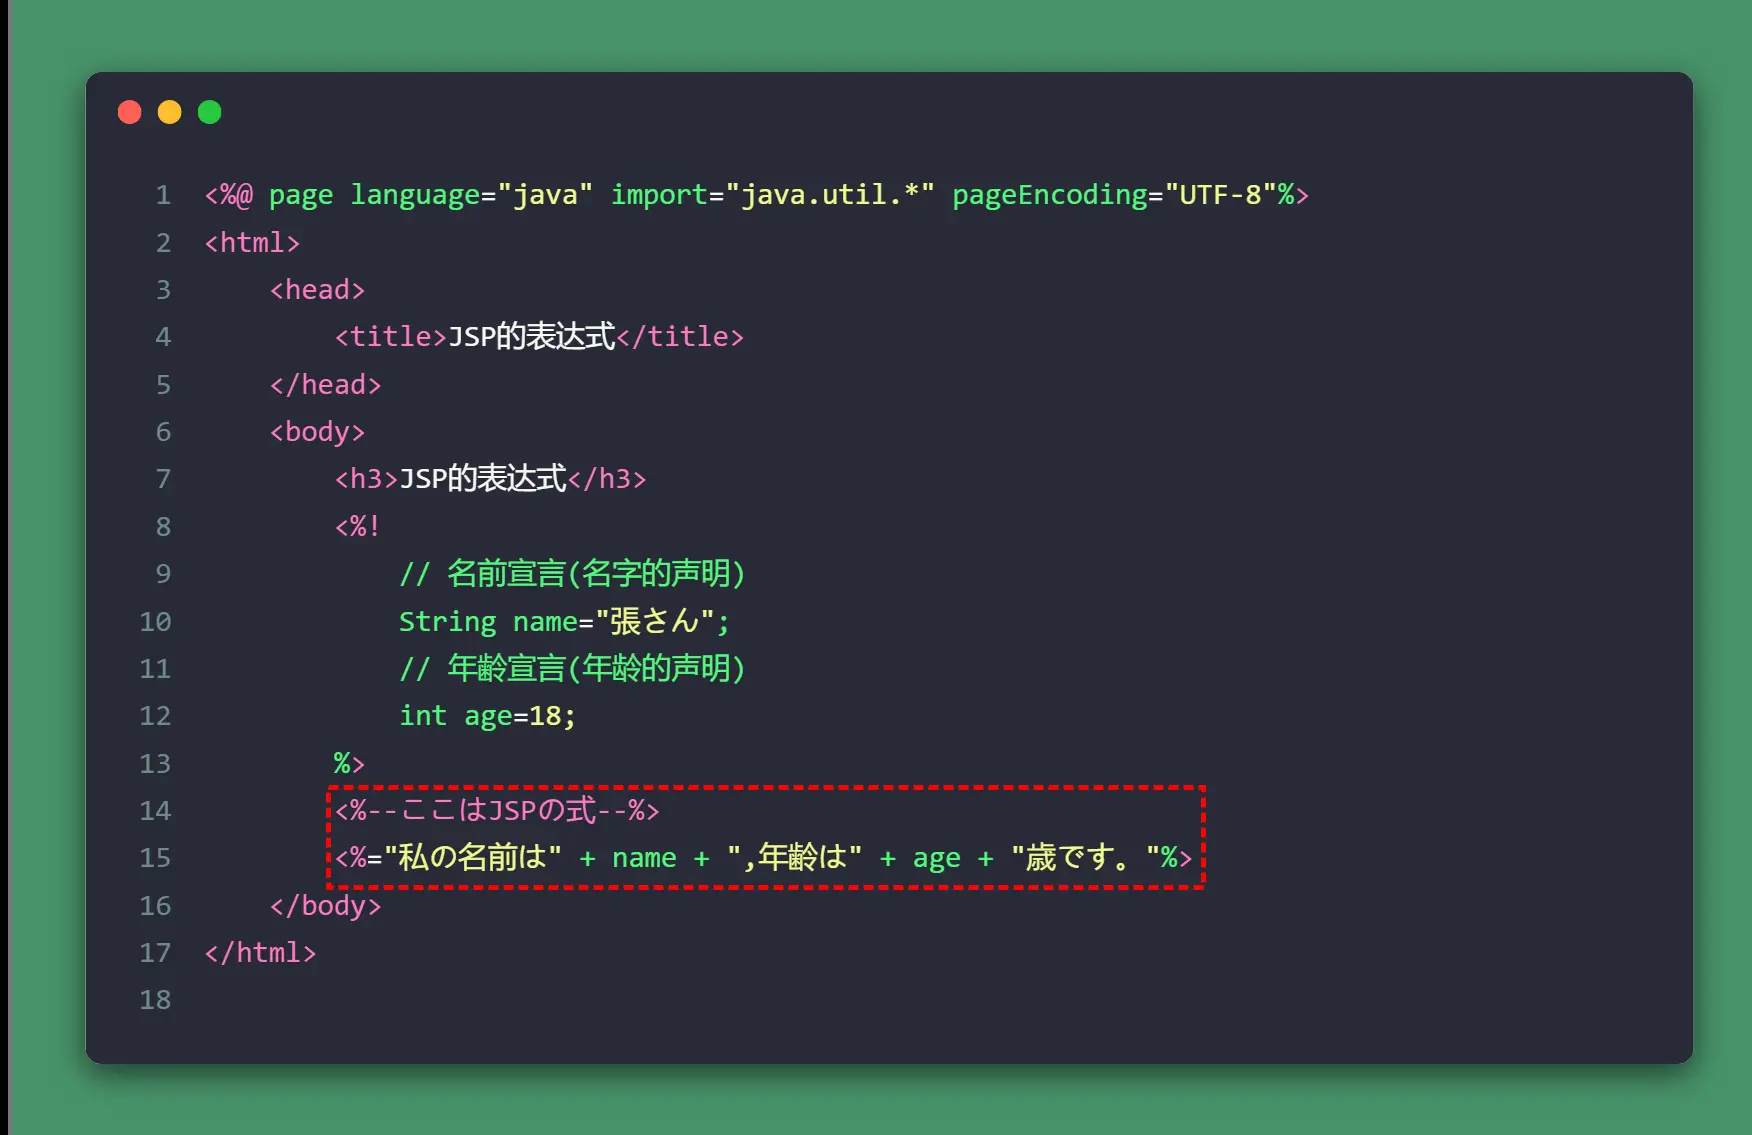 1 <%@ page language="java" import="java.util.*" pageEncoding="UTF-8"%>
2 <html>
3     <head>
4         <title>JSP的表达式</title>
5     </head>
6     <body>
7         <h3>JSP的表达式</h3>
8         <%!
9             // 名前宣言(名字的声明)
10             String name="張さん";
11             // 年齢宣言(年龄的声明)
12             int age=18;
13         %>
14         <%--ここはJSPの式--%>
15         <%="私の名前は" + name + ",年齢は" + age + "歳です。"%>
16     </body>
17 </html>
18